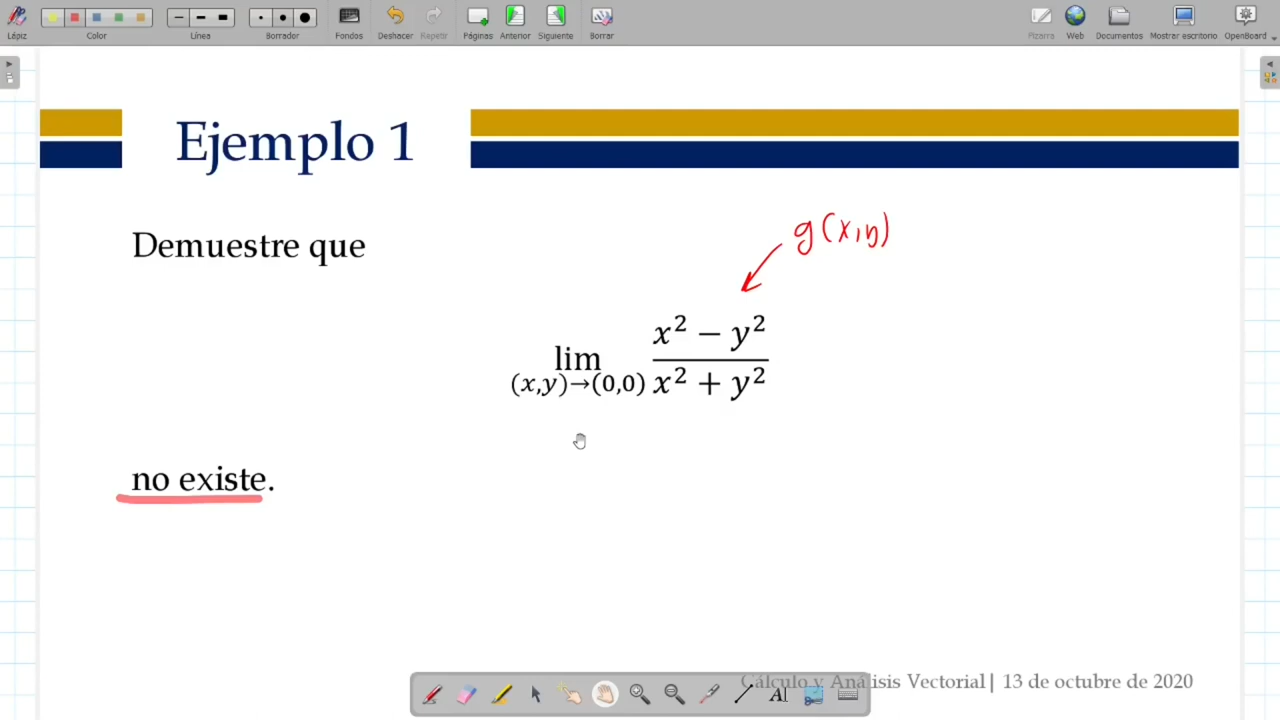 Lápiz Color Línea Borrador Fondos Deshacer Repetir Páginas Anterior Siguiente Borrar Pizarra Web Documentos Mostrar escritorio OpenBoard
Ejemplo 1
Demuestre que
g(x,y)
lim (x,y)→(0,0) x² − y² / x² + y²
no existe.
Cálculo y Análisis Vectorial| 13 de octubre de 2020